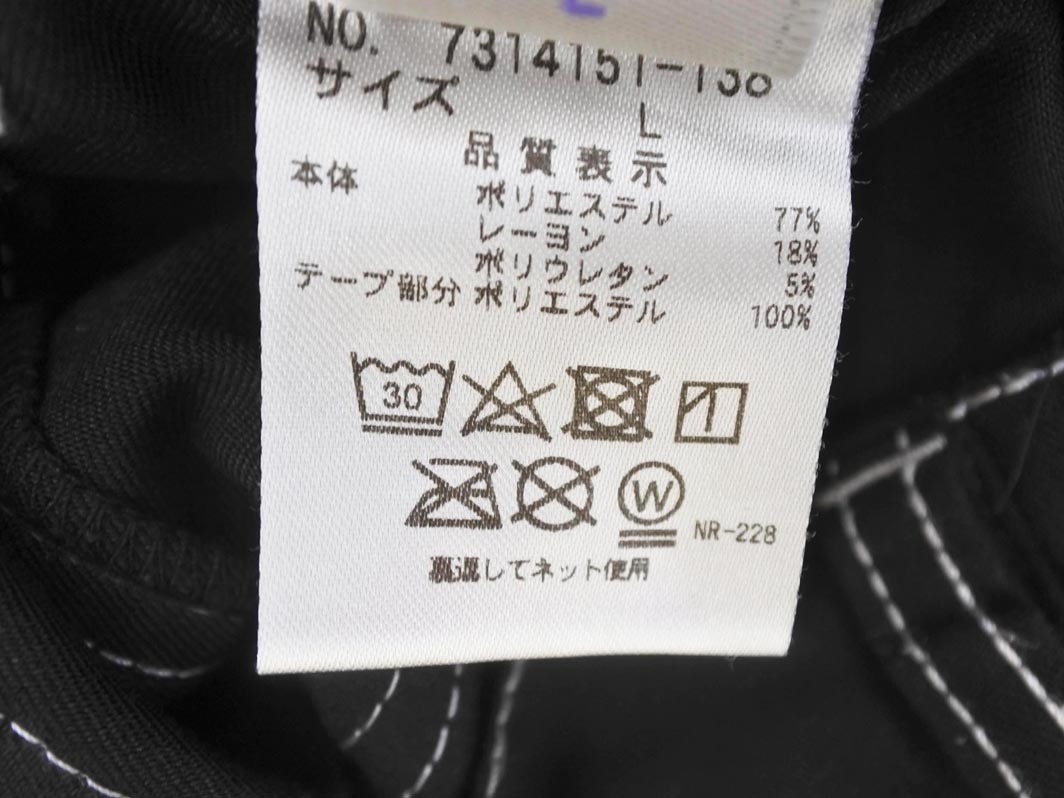 NO. 7314151-138
サイズ L
品質表示
本体 ポリエステル 77%
レーヨン 18%
ポリウレタン 5%
テープ部分 ポリエステル 100%
30
W NR-228
裏返してネット使用